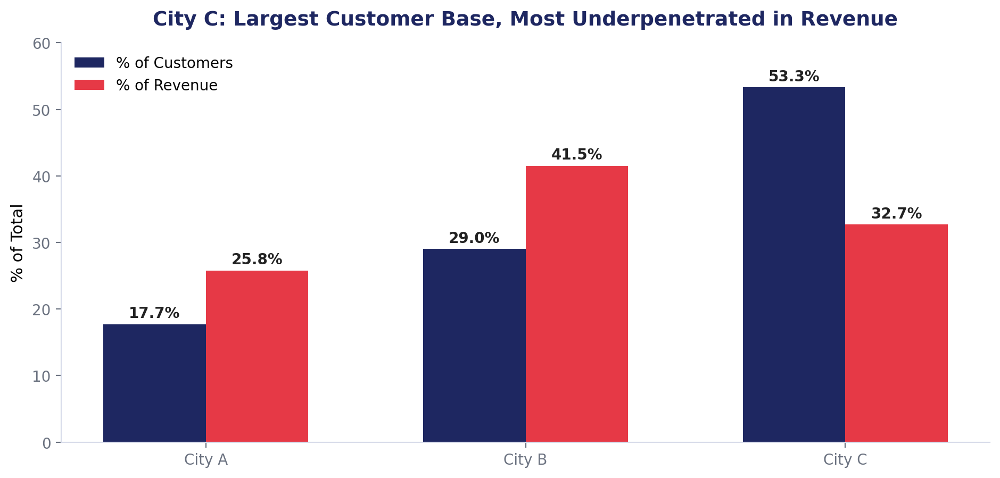 City C: Largest Customer Base, Most Underpenetrated in Revenue
% of Customers
% of Revenue
% of Total
60
50
40
30
20
10
0
17.7%
25.8%
29.0%
41.5%
53.3%
32.7%
City A
City B
City C